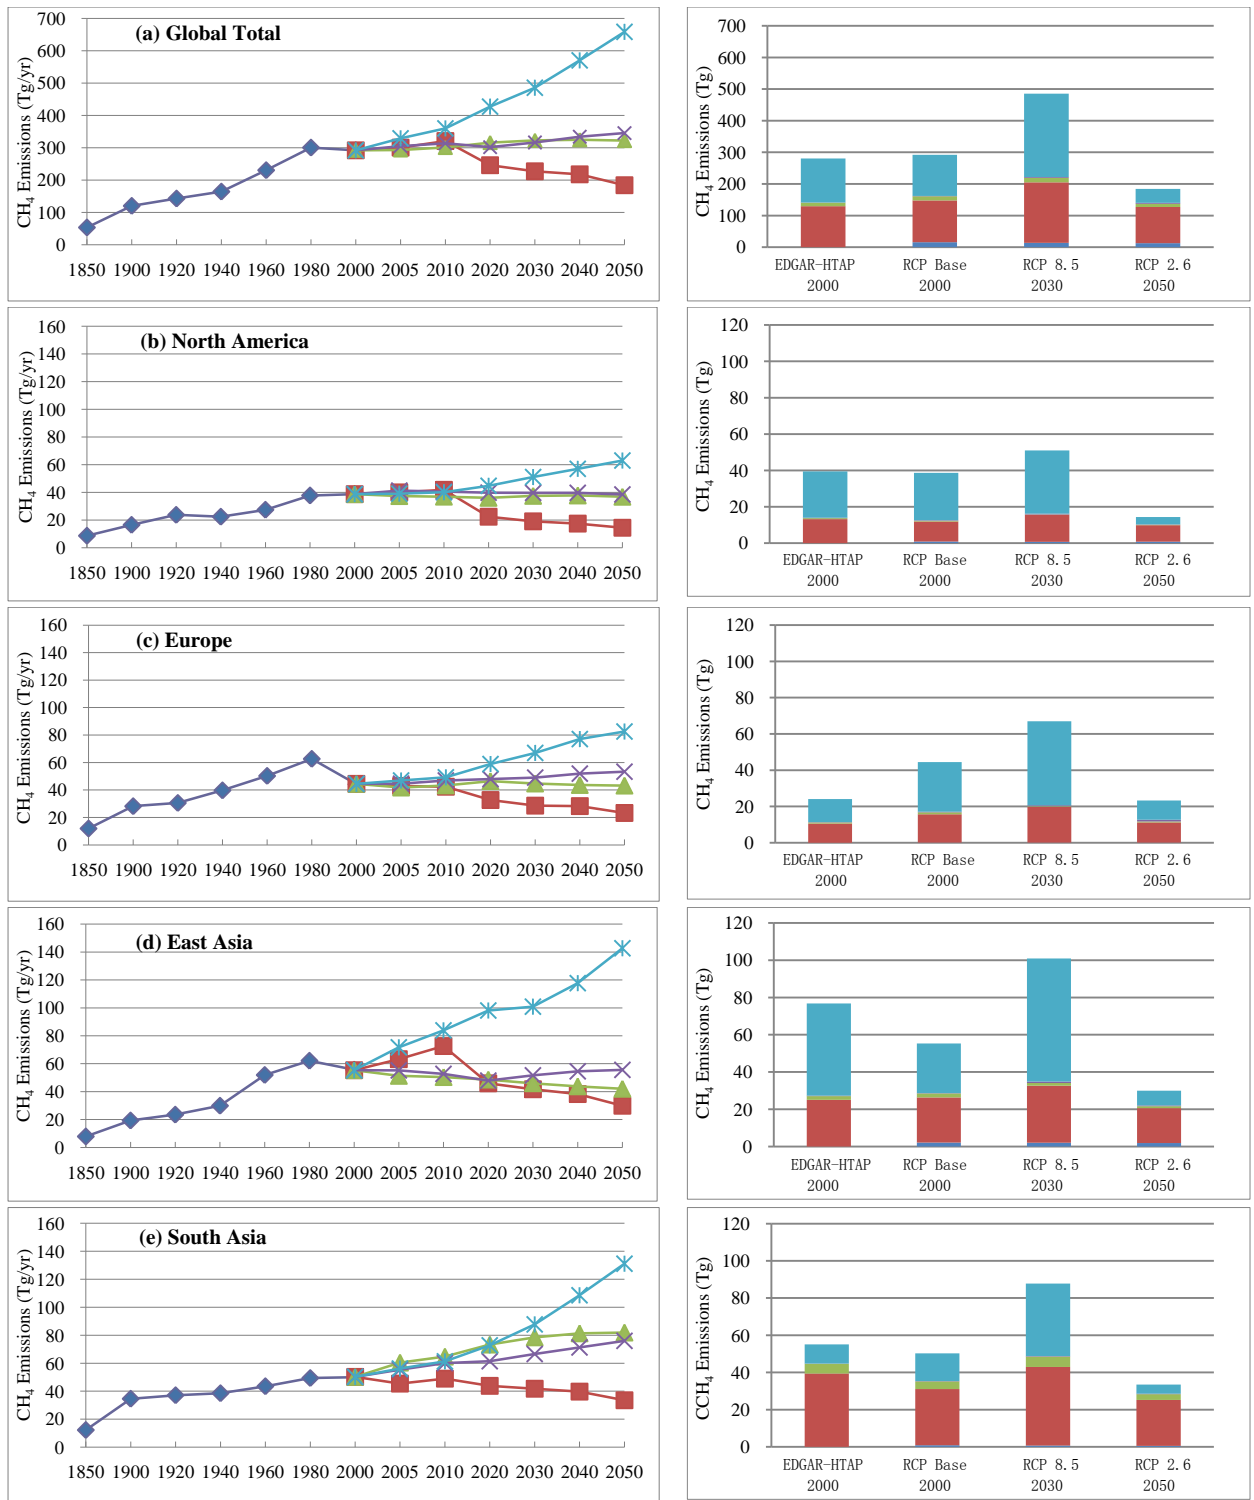 (a) Global Total
CH₄ Emissions (Tg/yr)
700
600
500
400
300
200
100
0
1850 1900 1920 1940 1960 1980 2000 2005 2010 2020 2030 2040 2050
CH₄ Emissions (Tg)
700
600
500
400
300
200
100
0
EDGAR-HTAP RCP Base RCP 8.5 RCP 2.6
2000 2000 2030 2050
(b) North America
CH₄ Emissions (Tg/yr)
160
140
120
100
80
60
40
20
0
1850 1900 1920 1940 1960 1980 2000 2005 2010 2020 2030 2040 2050
CH₄ Emissions (Tg)
120
100
80
60
40
20
0
EDGAR-HTAP RCP Base RCP 8.5 RCP 2.6
2000 2000 2030 2050
(c) Europe
CH₄ Emissions (Tg/yr)
160
140
120
100
80
60
40
20
0
1850 1900 1920 1940 1960 1980 2000 2005 2010 2020 2030 2040 2050
CH₄ Emissions (Tg)
120
100
80
60
40
20
0
EDGAR-HTAP RCP Base RCP 8.5 RCP 2.6
2000 2000 2030 2050
(d) East Asia
CH₄ Emissions (Tg/yr)
160
140
120
100
80
60
40
20
0
1850 1900 1920 1940 1960 1980 2000 2005 2010 2020 2030 2040 2050
CH₄ Emissions (Tg)
120
100
80
60
40
20
0
EDGAR-HTAP RCP Base RCP 8.5 RCP 2.6
2000 2000 2030 2050
(e) South Asia
CH₄ Emissions (Tg/yr)
160
140
120
100
80
60
40
20
0
1850 1900 1920 1940 1960 1980 2000 2005 2010 2020 2030 2040 2050
CCH₄ Emissions (Tg)
120
100
80
60
40
20
0
EDGAR-HTAP RCP Base RCP 8.5 RCP 2.6
2000 2000 2030 2050